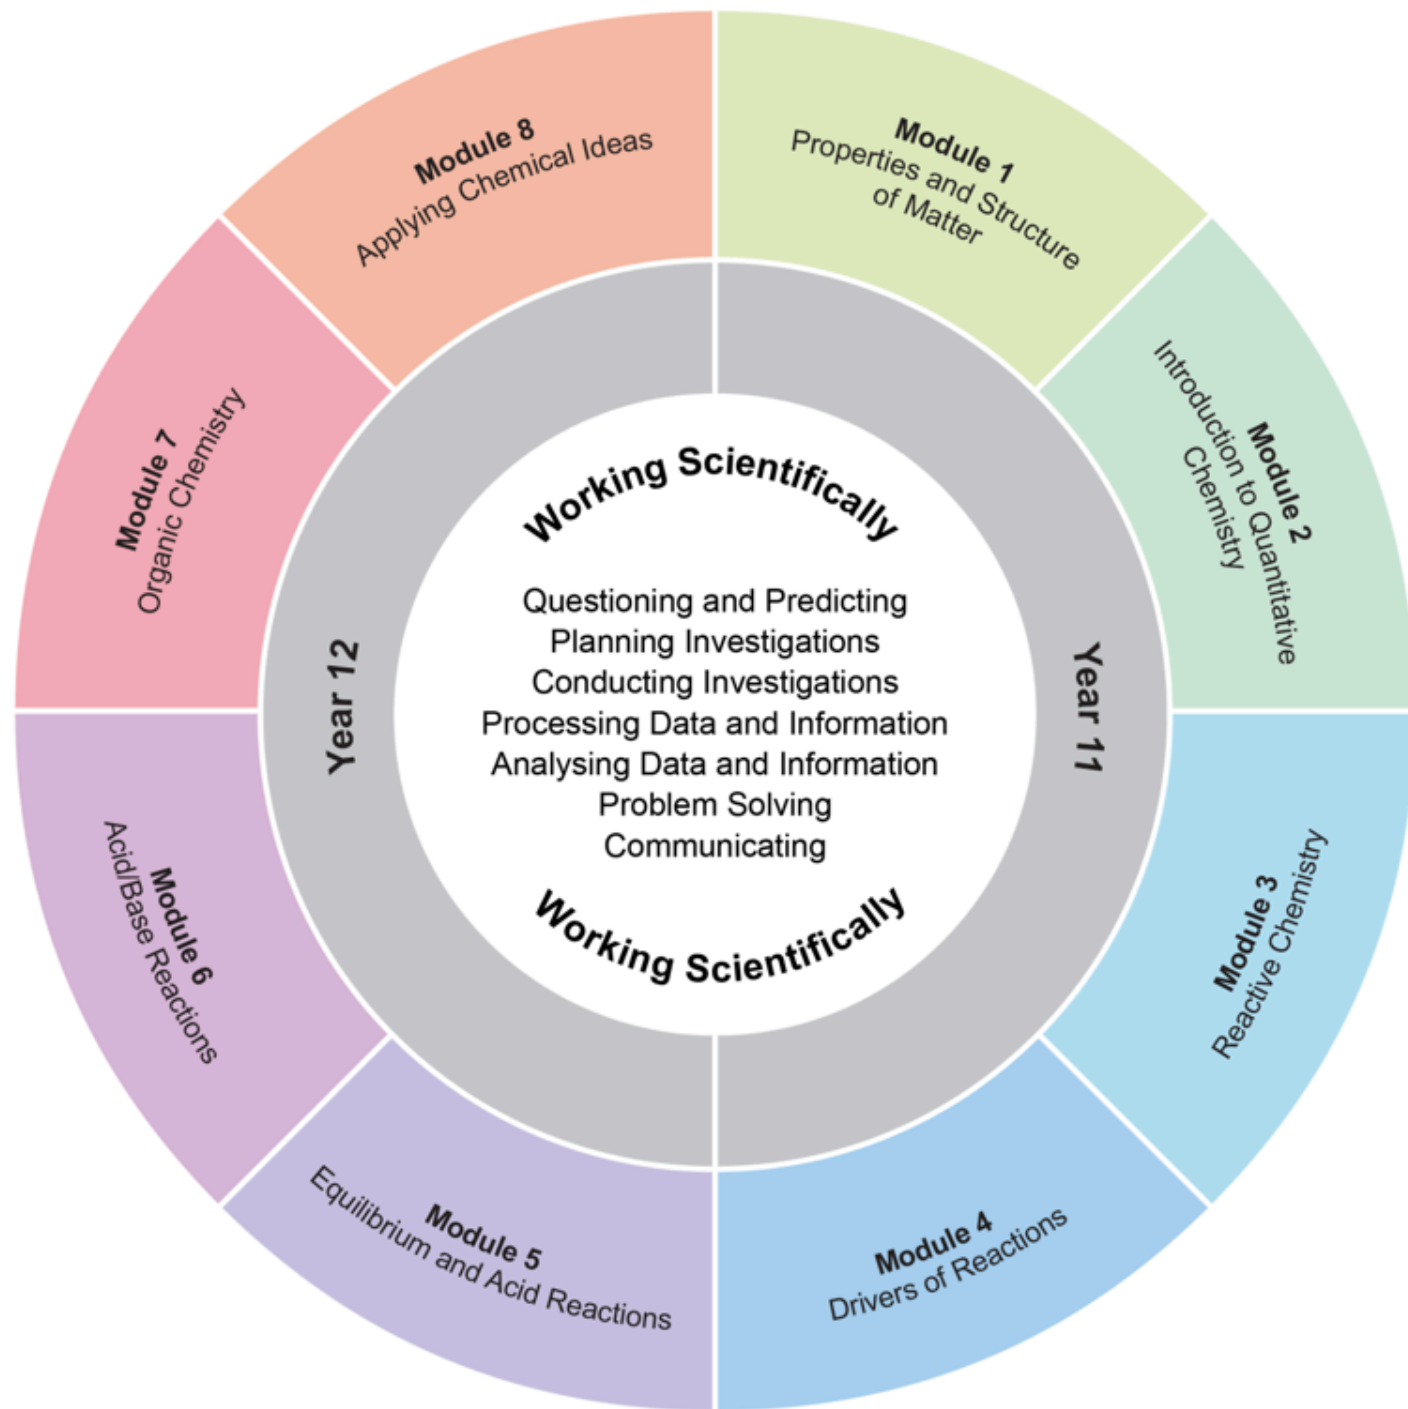 Module 1
Properties and Structure
of Matter
Module 2
Introduction to Quantitative
Chemistry
Module 3
Reactive Chemistry
Module 4
Drivers of Reactions
Module 5
Equilibrium and Acid Reactions
Module 6
Acid/Base Reactions
Module 7
Organic Chemistry
Module 8
Applying Chemical Ideas
Year 11
Year 12
Working Scientifically
Questioning and Predicting
Planning Investigations
Conducting Investigations
Processing Data and Information
Analysing Data and Information
Problem Solving
Communicating
Working Scientifically